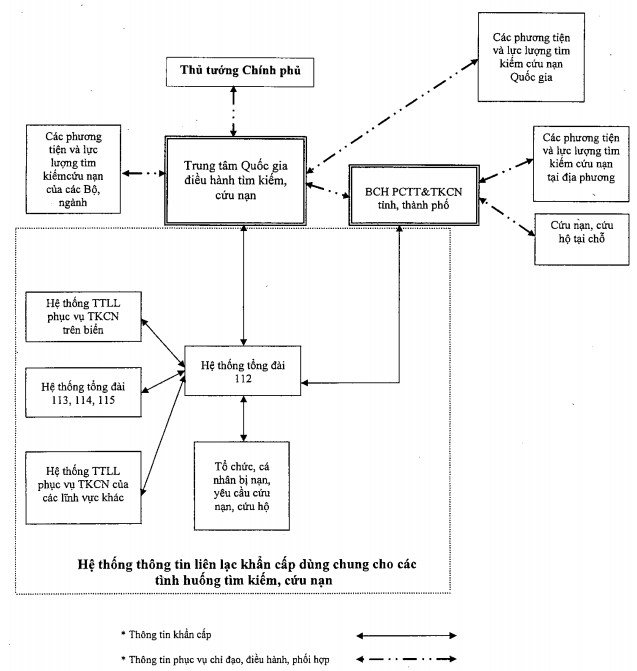 Các phương tiện
và lực lượng tìm
kiếm cứu nạn
Quốc gia
Thủ tướng Chính phủ
Các phương
tiện và lực
lượng tìm
kiếmcứu nạn
của các Bộ,
ngành
Trung tâm Quốc gia
điều hành tìm kiếm,
cứu nạn
BCH PCTT&TKCN
tỉnh, thành phố
Các phương tiện
và lực lượng tìm
kiếm cứu nạn
tại địa phương
Cứu nạn, cứu
hộ tại chỗ
Hệ thống TTLL
phục vụ TKCN
trên biển
Hệ thống tổng đài
112
Hệ thống tổng đài
113, 114, 115
Hệ thống TTLL
phục vụ TKCN của
các lĩnh vực khác
Tổ chức, cá
nhân bị nạn,
yêu cầu cứu
nạn, cứu hộ
Hệ thống thông tin liên lạc khẩn cấp dùng chung cho các
tình huống tìm kiếm, cứu nạn
* Thông tin khẩn cấp
* Thông tin phục vụ chỉ đạo, điều hành, phối hợp